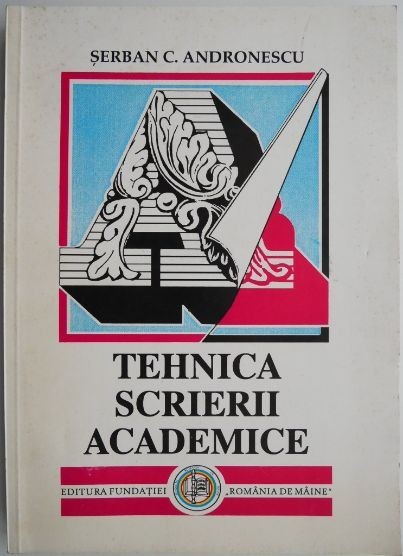 ȘERBAN C. ANDRONESCU
TEHNICA
SCRIERII
ACADEMICE
EDITURA FUNDAȚIEI „ROMÂNIA DE MÂINE”